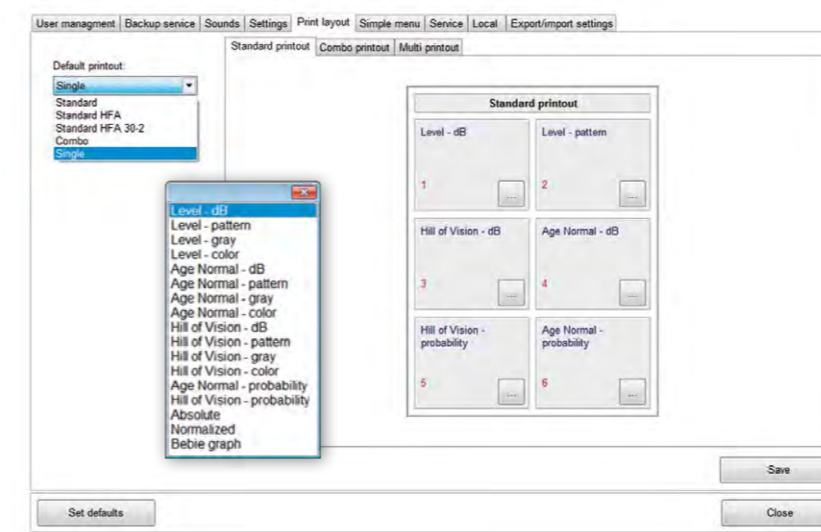 User managment Backup service Sounds Settings Print layout Simple menu Service Local Export/import settings
Standard printout Combo printout Multi printout
Default printout:
Single
Standard
Standard HFA
Standard HFA 30-2
Combo
Single
Level - dB
Level - pattern
Level - gray
Level - color
Age Normal - dB
Age Normal - pattern
Age Normal - gray
Age Normal - color
Hill of Vision - dB
Hill of Vision - pattern
Hill of Vision - gray
Hill of Vision - color
Age Normal - probability
Hill of Vision - probability
Absolute
Normalized
Bebie graph
Standard printout
Level - dB
1
...
Level - pattern
2
...
Hill of Vision - dB
3
...
Age Normal - dB
4
...
Hill of Vision -
probability
5
...
Age Normal -
probability
6
...
Save
Set defaults
Close